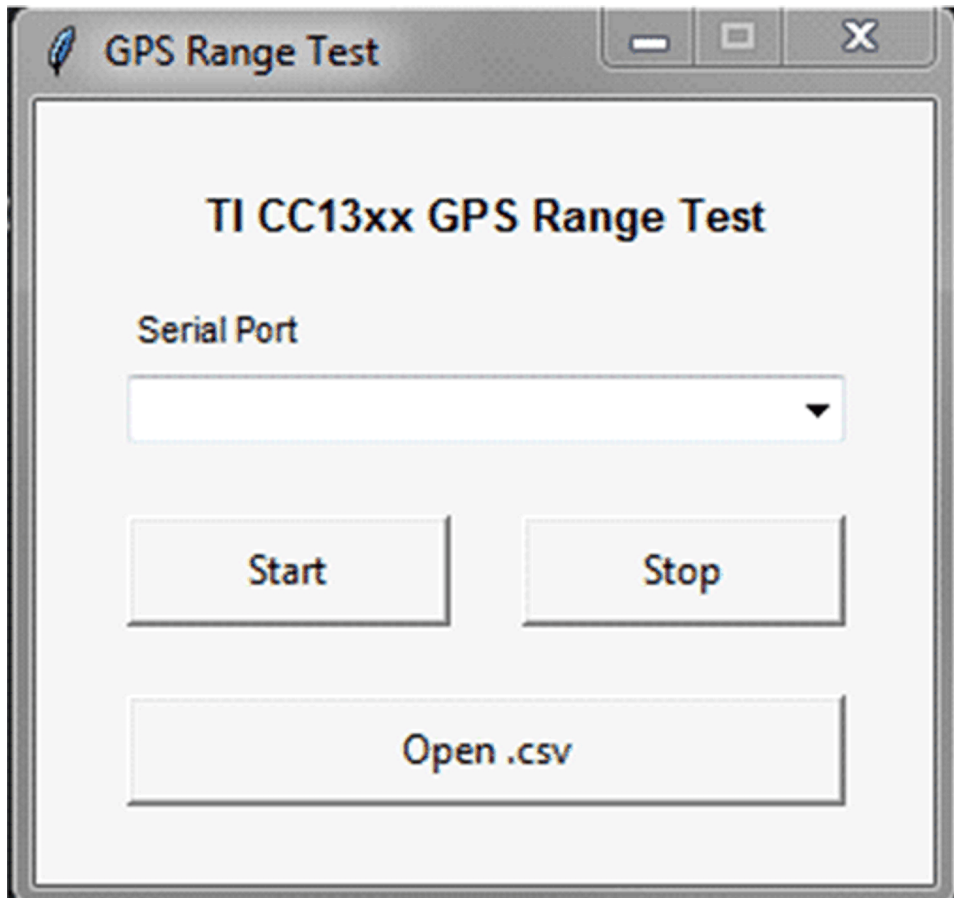 GPS Range Test
TI CC13xx GPS Range Test
Serial Port
Start Stop
Open .csv